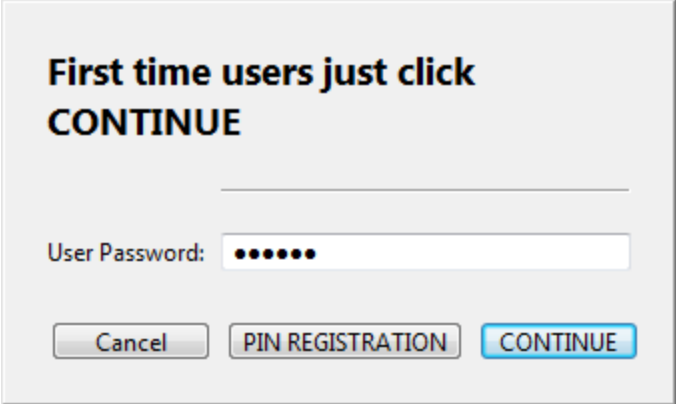 First time users just click
CONTINUE
User Password: ●●●●●●
Cancel PIN REGISTRATION CONTINUE